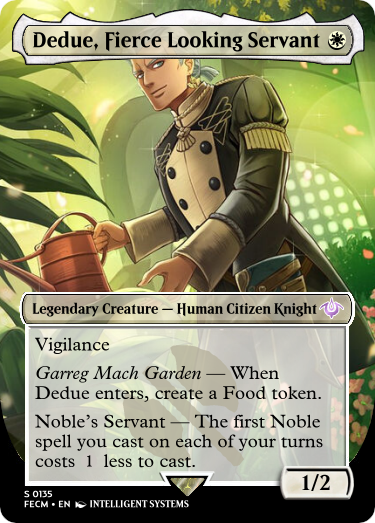 Dedue, Fierce Looking Servant
Legendary Creature — Human Citizen Knight
Vigilance
Garreg Mach Garden — When
Dedue enters, create a Food token.
Noble's Servant — The first Noble
spell you cast on each of your turns
costs 1 less to cast.
1/2
S 0135
FECM • EN INTELLIGENT SYSTEMS